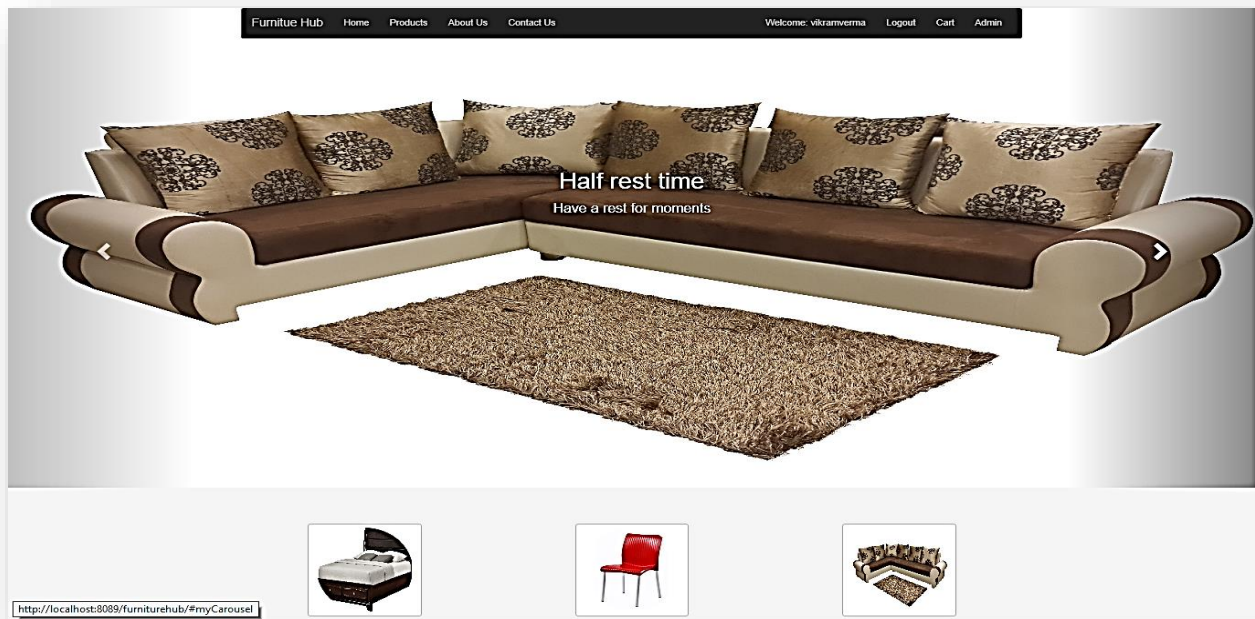 Furnitue Hub Home Products About Us Contact Us Welcome: vikramverma Logout Cart Admin
Half rest time
Have a rest for moments
http://localhost:8089/furniturehub/#myCarousel